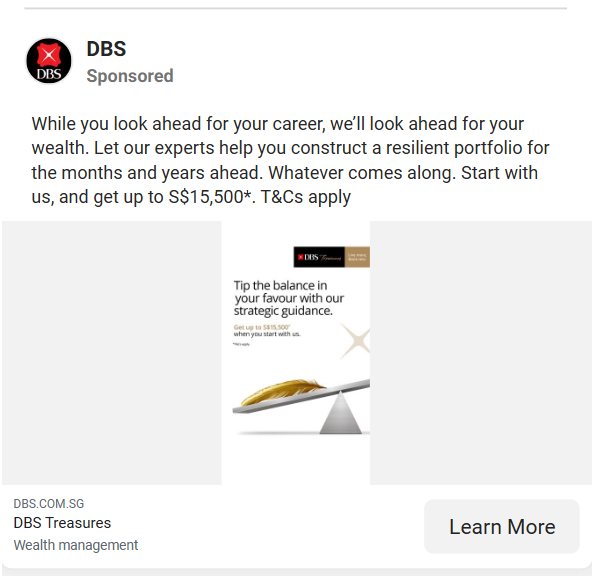 DBS
Sponsored
DBS
While you look ahead for your career, we'll look ahead for your
wealth. Let our experts help you construct a resilient portfolio for
the months and years ahead. Whatever comes along. Start with
us, and get up to S$15,500*. T&Cs apply
DBS Treasures
Tip the balance in
your favour with our
strategic guidance.
Get up to S$15,500*
when you start with us.
*T&Cs apply
DBS.COM.SG
DBS Treasures
Wealth management
Learn More